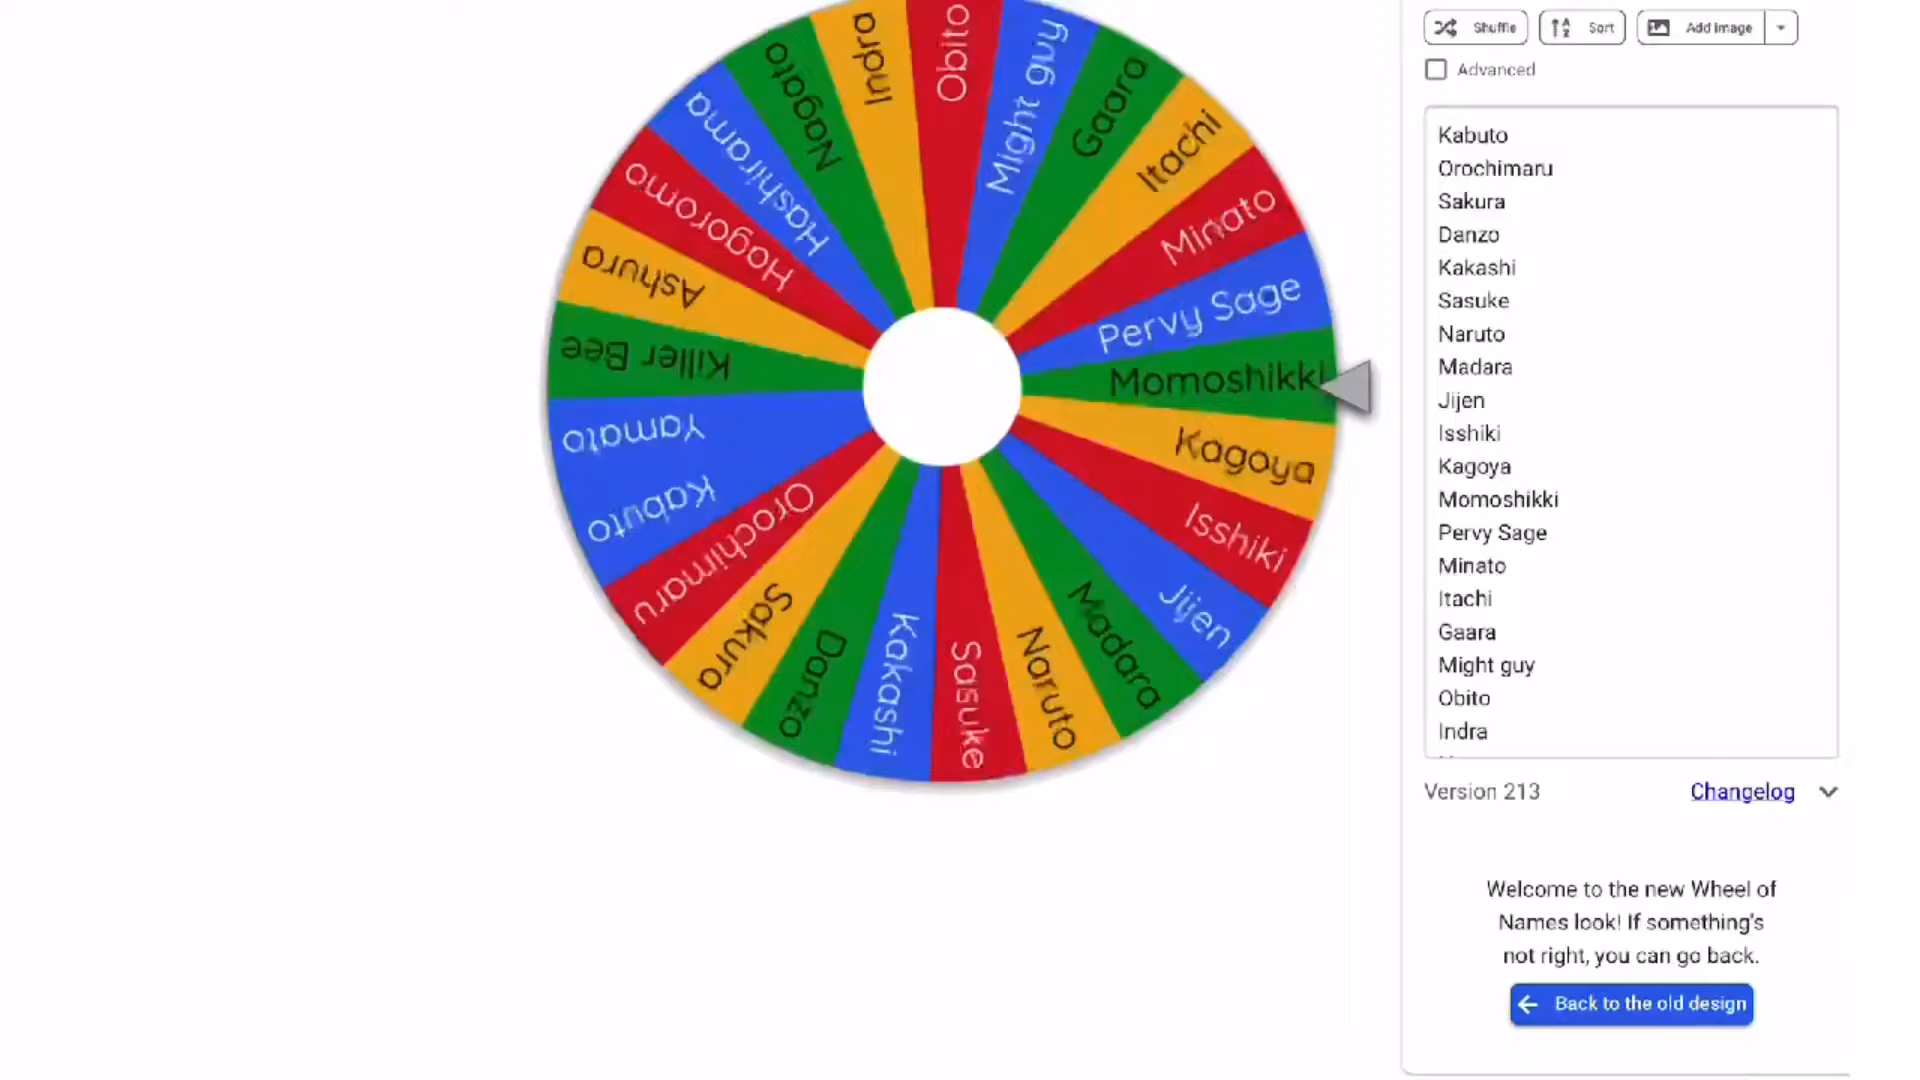 Obito
Might guy
Gaara
Itachi
Minato
Pervy Sage
Momoshikki
Kagoya
Isshiki
Jijen
Madara
Naruto
Sasuke
Kakashi
Danzo
Sakura
Orochimaru
Kabuto
Yamato
Killer Bee
Ashura
Hogoromo
Hashirama
Nagato
Indra
Shuffle
Sort
Add image
Advanced
Kabuto
Orochimaru
Sakura
Danzo
Kakashi
Sasuke
Naruto
Madara
Jijen
Isshiki
Kagoya
Momoshikki
Pervy Sage
Minato
Itachi
Gaara
Might guy
Obito
Indra
Version 213
Changelog
Welcome to the new Wheel of
Names look! If something's
not right, you can go back.
Back to the old design